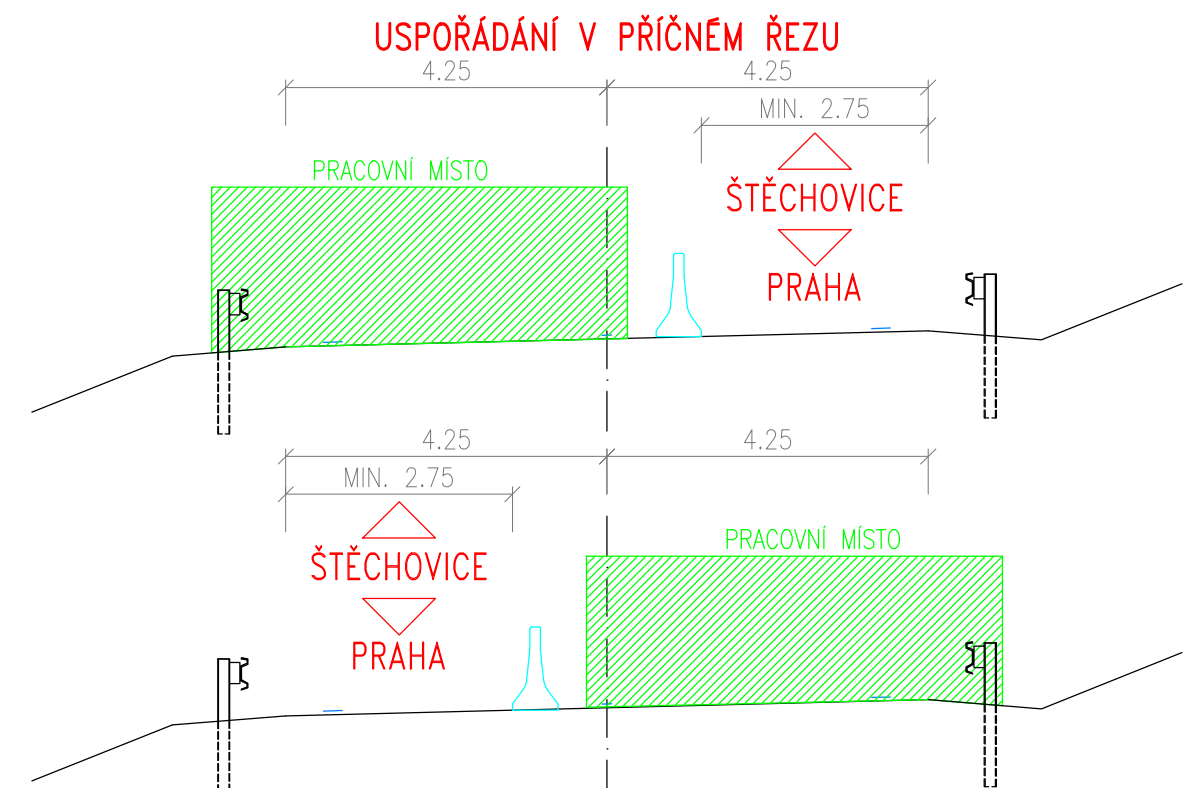 USPOŘÁDÁNÍ V PŘÍČNÉM ŘEZU
4.25 4.25
MIN. 2.75
PRACOVNÍ MÍSTO
ŠTĚCHOVICE
PRAHA
4.25 4.25
MIN. 2.75
PRACOVNÍ MÍSTO
ŠTĚCHOVICE
PRAHA